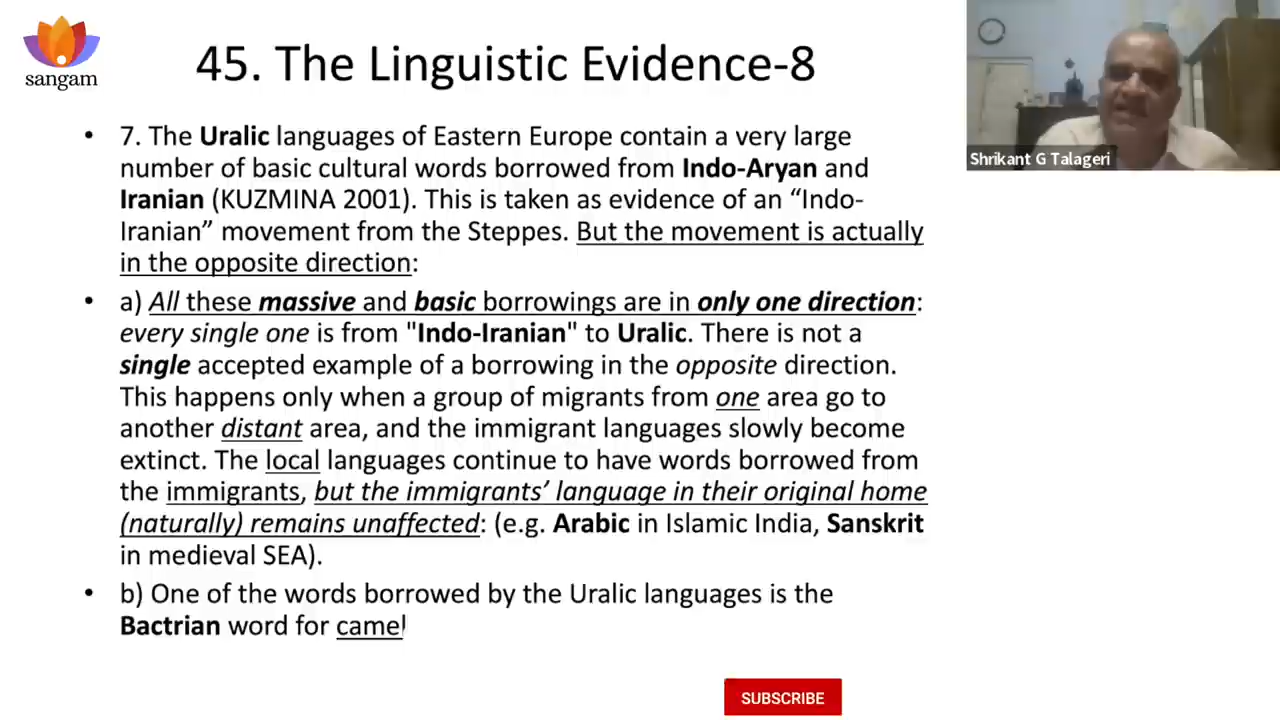 sangam
45. The Linguistic Evidence-8
Shrikant G Talageri
• 7. The Uralic languages of Eastern Europe contain a very large
number of basic cultural words borrowed from Indo-Aryan and
Iranian (KUZMINA 2001). This is taken as evidence of an “Indo-
Iranian” movement from the Steppes. But the movement is actually
in the opposite direction:
• a) All these massive and basic borrowings are in only one direction:
every single one is from "Indo-Iranian" to Uralic. There is not a
single accepted example of a borrowing in the opposite direction.
This happens only when a group of migrants from one area go to
another distant area, and the immigrant languages slowly become
extinct. The local languages continue to have words borrowed from
the immigrants, but the immigrants’ language in their original home
(naturally) remains unaffected: (e.g. Arabic in Islamic India, Sanskrit
in medieval SEA).
• b) One of the words borrowed by the Uralic languages is the
Bactrian word for camel
SUBSCRIBE